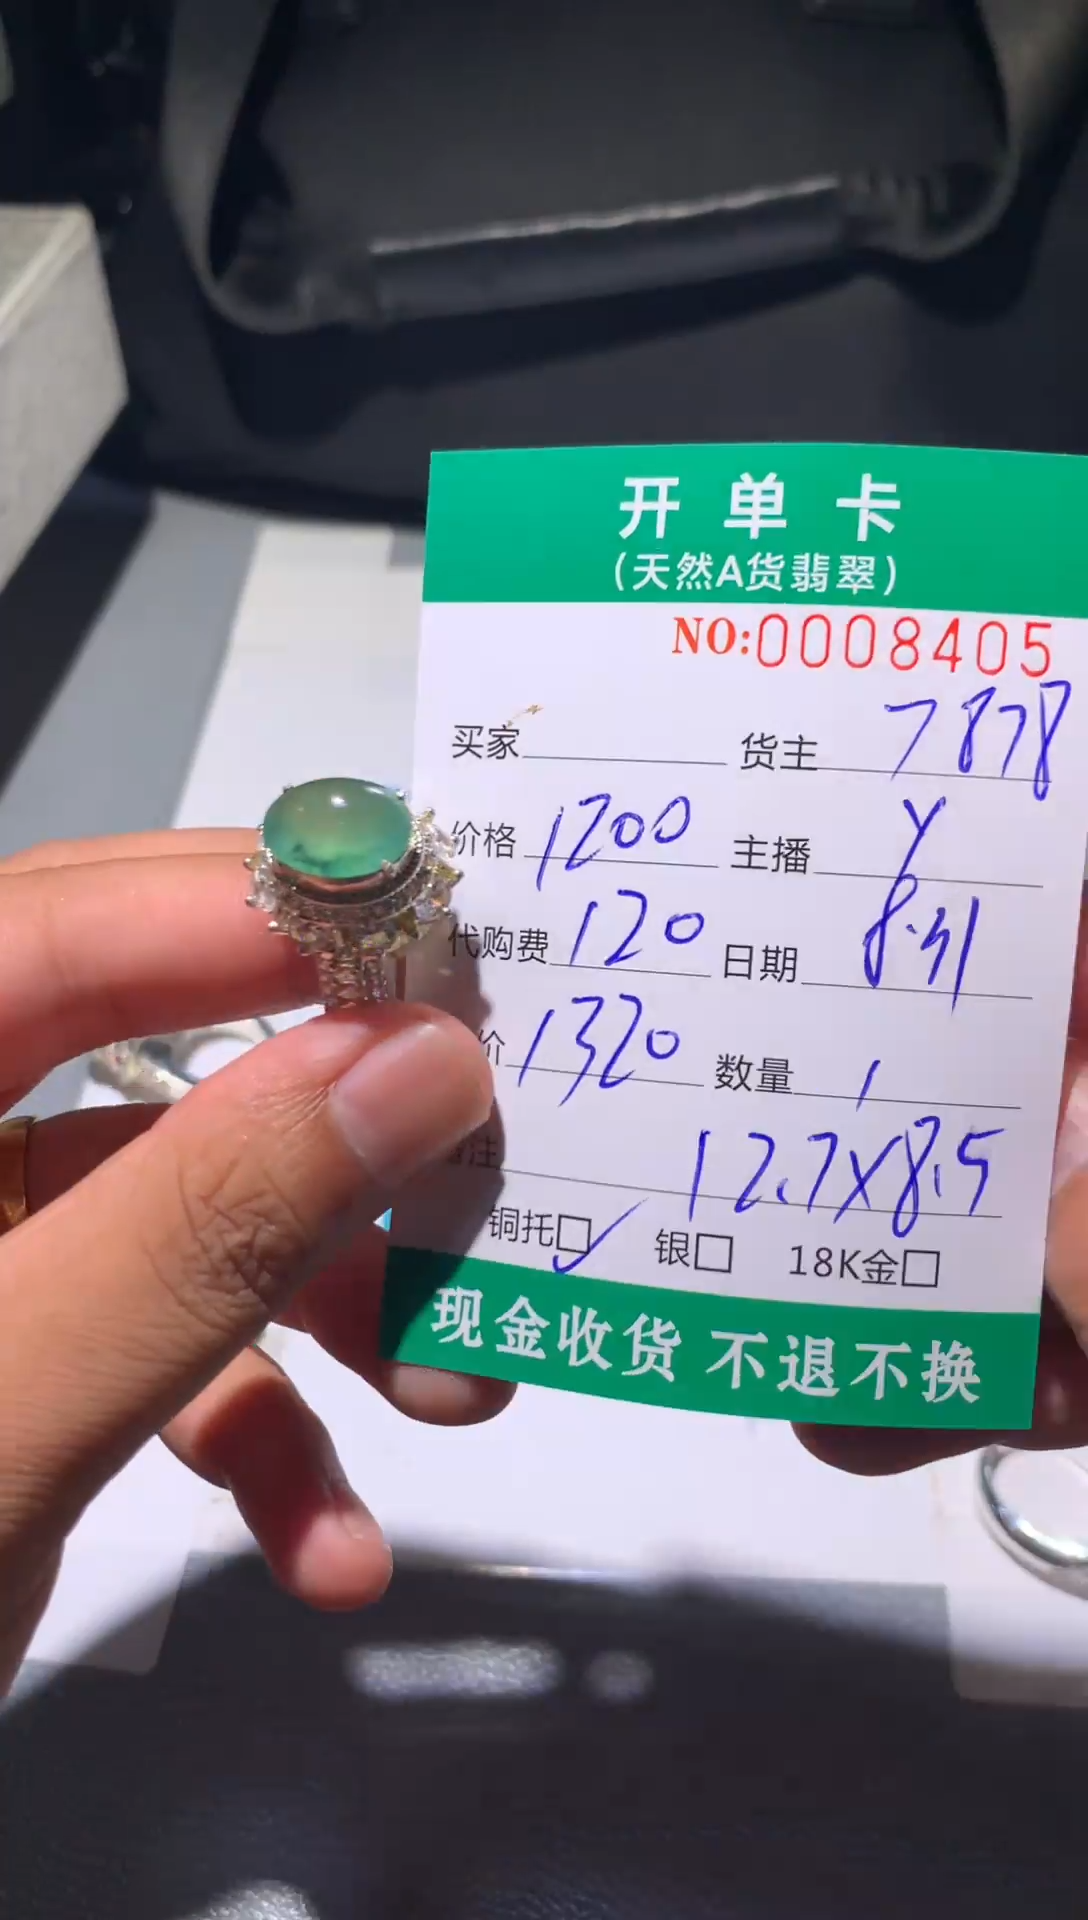 开单卡
(天然A货翡翠)
NO:0008405
买家 货主 7878
价格 1200 主播 Y
代购费 120 日期 8.31
价 1320 数量 1
注 12.7x8.5
铜托☑ 银□ 18K金□
现金收货 不退不换